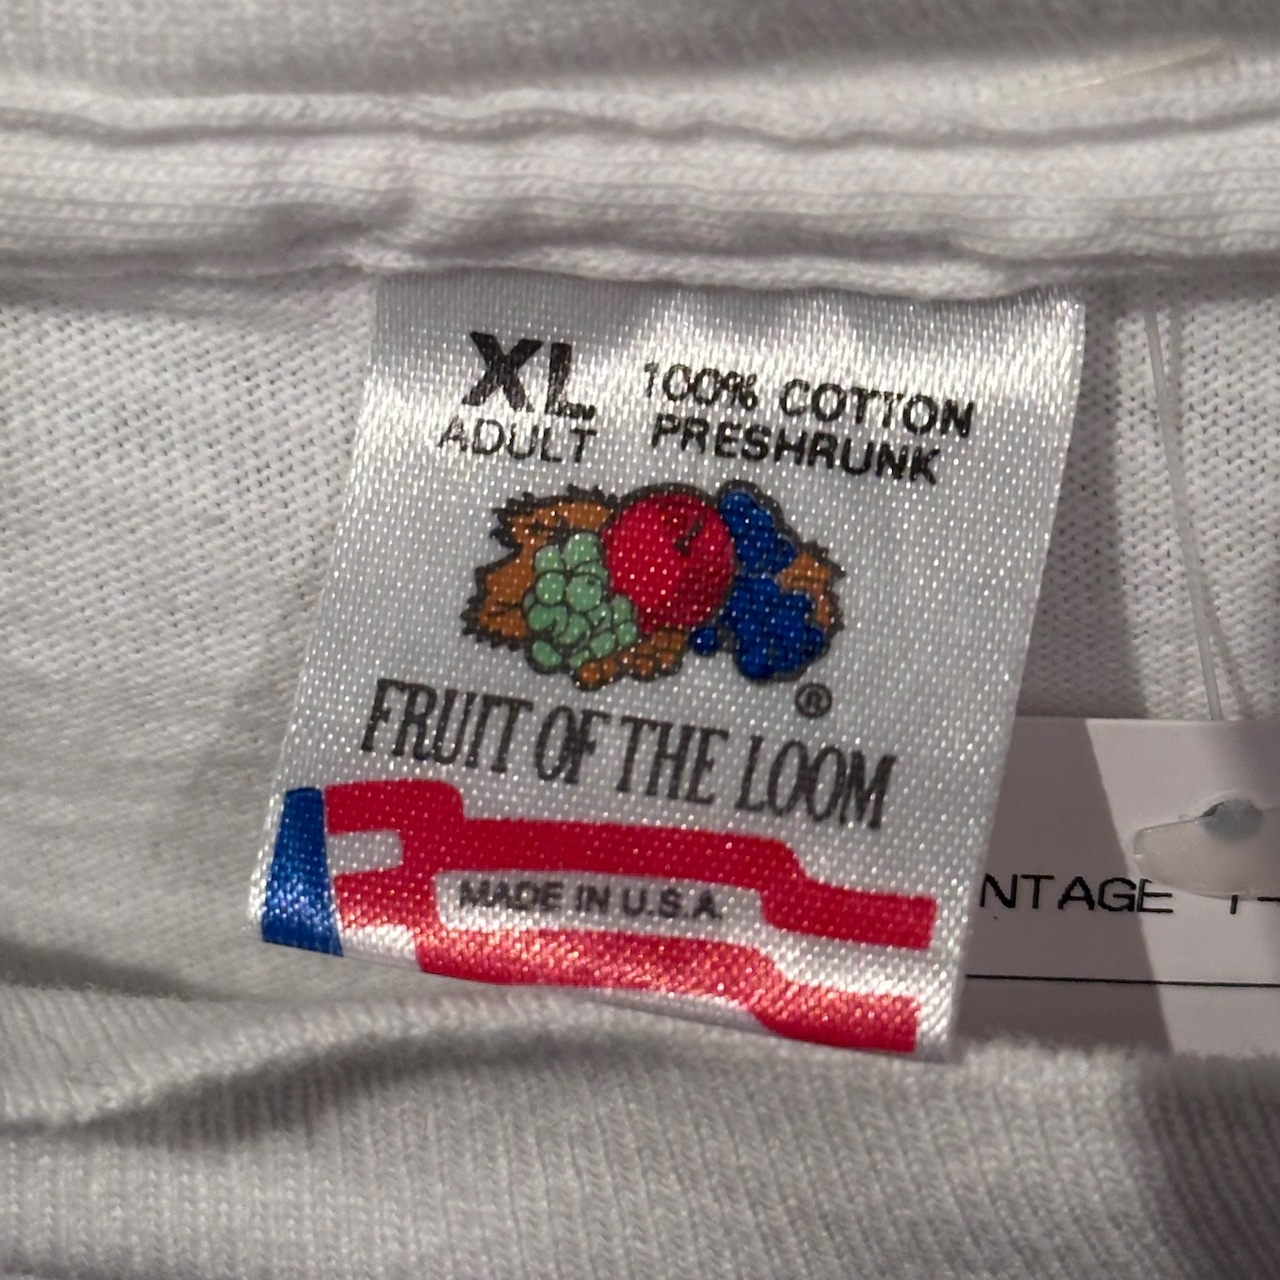 XL
ADULT
100% COTTON
PRESHRUNK
®
FRUIT OF THE LOOM
MADE IN U.S.A.
NTAGE T-